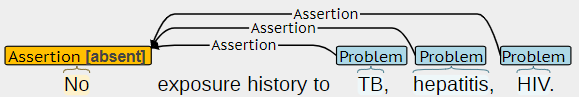 Assertion
Assertion
Assertion
Assertion [absent] Problem Problem Problem
No exposure history to TB, hepatitis, HIV.